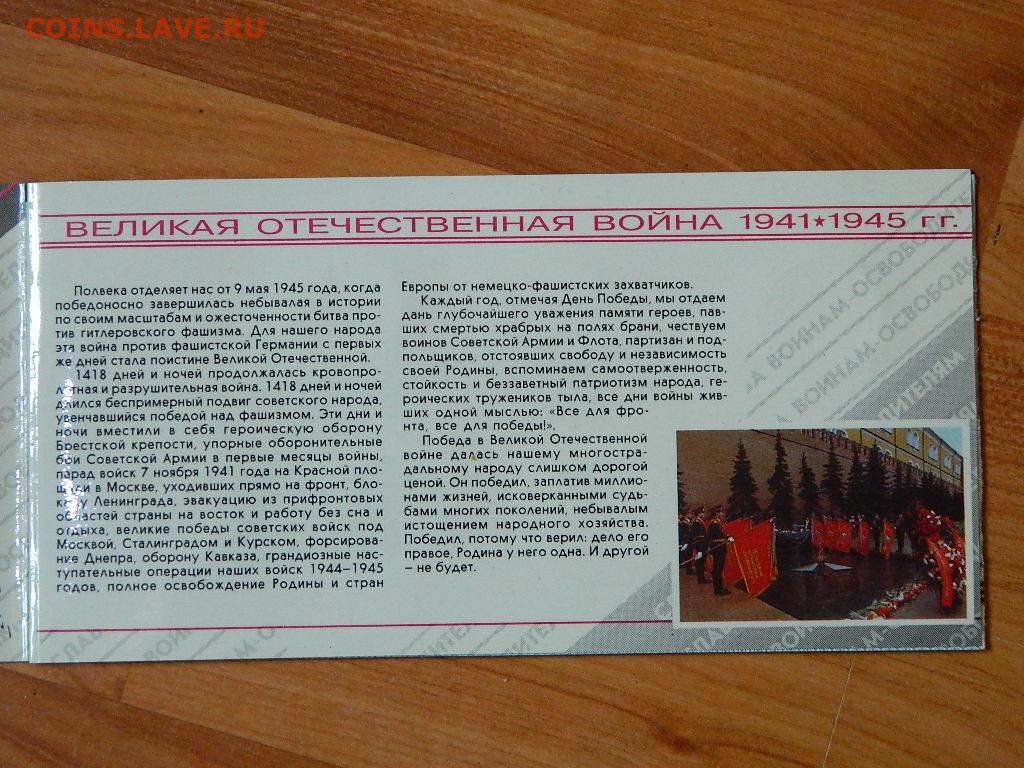 COINS.LAVE.RU
ВЕЛИКАЯ ОТЕЧЕСТВЕННАЯ ВОЙНА 1941★1945 гг.
Полвека отделяет нас от 9 мая 1945 года, когда
победоносно завершилась небывалая в истории
по своим масштабам и ожесточенности битва про-
тив гитлеровского фашизма. Для нашего народа
эта война против фашистской Германии с первых
же дней стала поистине Великой Отечественной.
1418 дней и ночей продолжалась кровопро-
литная и разрушительная война. 1418 дней и ночей
длился беспримерный подвиг советского народа,
увенчавшийся победой над фашизмом. Эти дни и
ночи вместили в себя героическую оборону
Брестской крепости, упорные оборонительные
бои Советской Армии в первые месяцы войны,
парад войск 7 ноября 1941 года на Красной пло-
щади в Москве, уходивших прямо на фронт, бло-
каду Ленинграда, эвакуацию из прифронтовых
областей страны на восток и работу без сна и
отдыха, великие победы советских войск под
Москвой, Сталинградом и Курском, форсирова-
ние Днепра, оборону Кавказа, грандиозные нас-
тупательные операции наших войск 1944–1945
годов, полное освобождение Родины и стран
Европы от немецко-фашистских захватчиков.
Каждый год, отмечая День Победы, мы отдаем
дань глубочайшего уважения памяти героев, пав-
ших смертью храбрых на полях брани, чествуем
воинов Советской Армии и Флота, партизан и под-
польщиков, отстоявших свободу и независимость
своей Родины, вспоминаем самоотверженность,
стойкость и беззаветный патриотизм народа, ге-
роических тружеников тыла, все дни войны жив-
ших одной мыслью: «Все для фро-
нта, все для победы!».
Победа в Великой Отечественной
войне далась нашему многостра-
дальному народу слишком дорогой
ценой. Он победил, заплатив миллио-
нами жизней, исковерканными судь-
бами многих поколений, небывалым
истощением народного хозяйства.
Победил, потому что верил: дело его
правое, Родина у него одна. И другой
– не будет.
ВОИНАМ-ОСВОБОДИТЕ
ВОИНАМ-ОСВОБОДИ